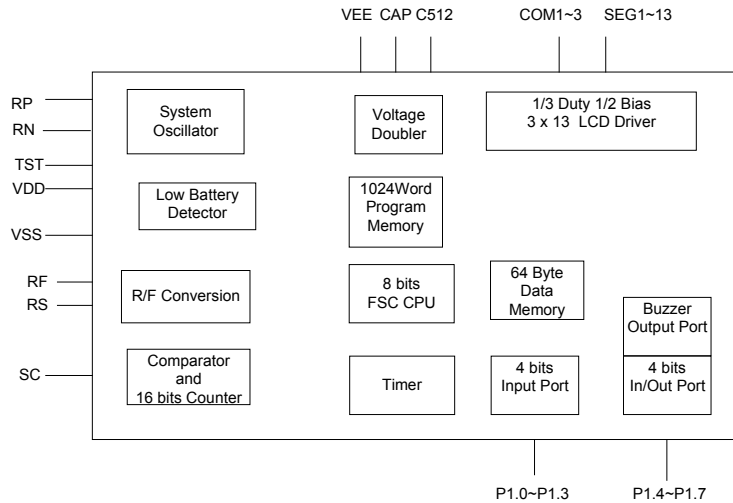 VEE CAP C512 COM1~3 SEG1~13
RP
RN
TST
VDD
VSS
RF
RS
SC
System
Oscillator
Voltage
Doubler
1/3 Duty 1/2 Bias
3 x 13 LCD Driver
Low Battery
Detector
1024Word
Program
Memory
R/F Conversion
8 bits
FSC CPU
64 Byte
Data
Memory
Buzzer
Output Port
Comparator
and
16 bits Counter
Timer
4 bits
Input Port
4 bits
In/Out Port
P1.0~P1.3 P1.4~P1.7